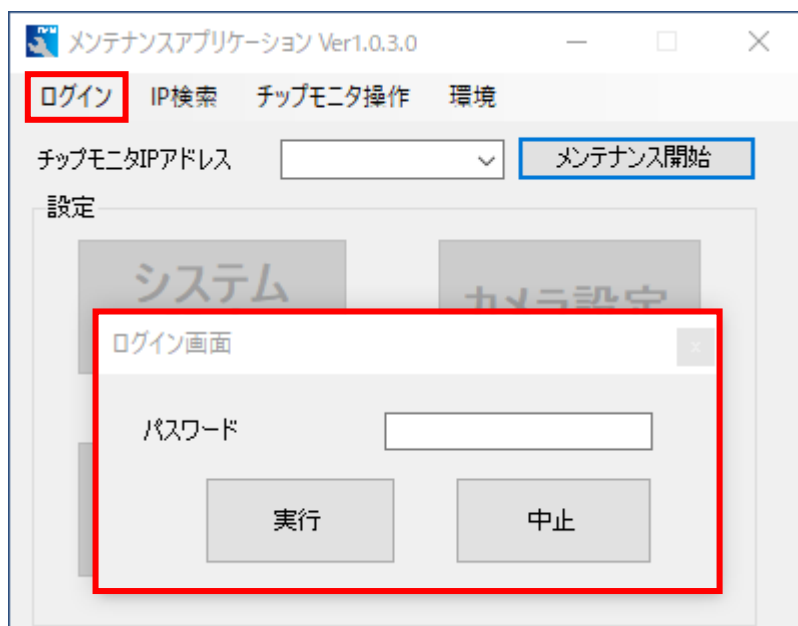 メンテナンスアプリケーション Ver1.0.3.0
ログイン IP検索 チップモニタ操作 環境
チップモニタIPアドレス メンテナンス開始
設定
システム カメラ設定
ログイン画面
パスワード
実行 中止